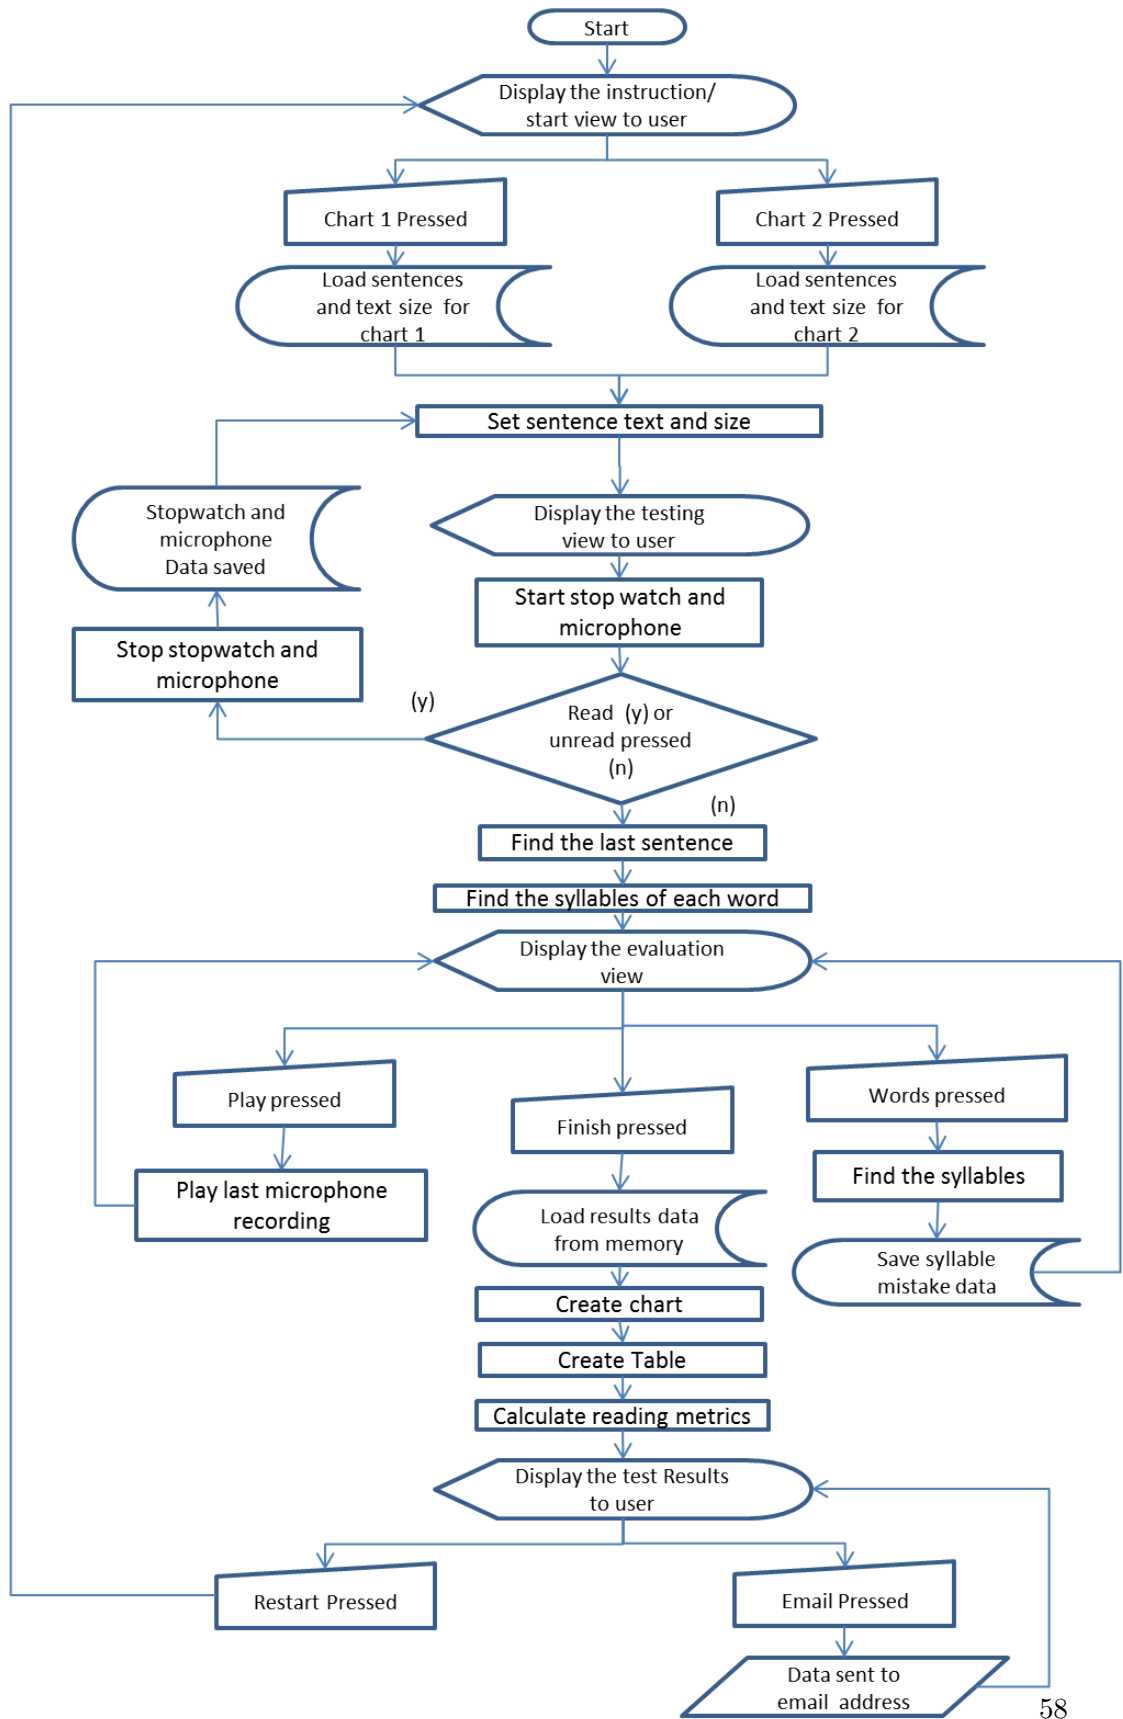 Start
Display the instruction/
start view to user
Chart 1 Pressed
Chart 2 Pressed
Load sentences
and text size for
chart 1
Load sentences
and text size for
chart 2
Set sentence text and size
Stopwatch and
microphone
Data saved
Display the testing
view to user
Start stop watch and
microphone
Stop stopwatch and
microphone
(y)
Read (y) or
unread pressed
(n)
(n)
Find the last sentence
Find the syllables of each word
Display the evaluation
view
Play pressed
Finish pressed
Words pressed
Play last microphone
recording
Find the syllables
Load results data
from memory
Save syllable
mistake data
Create chart
Create Table
Calculate reading metrics
Display the test Results
to user
Restart Pressed
Email Pressed
Data sent to
email address
58